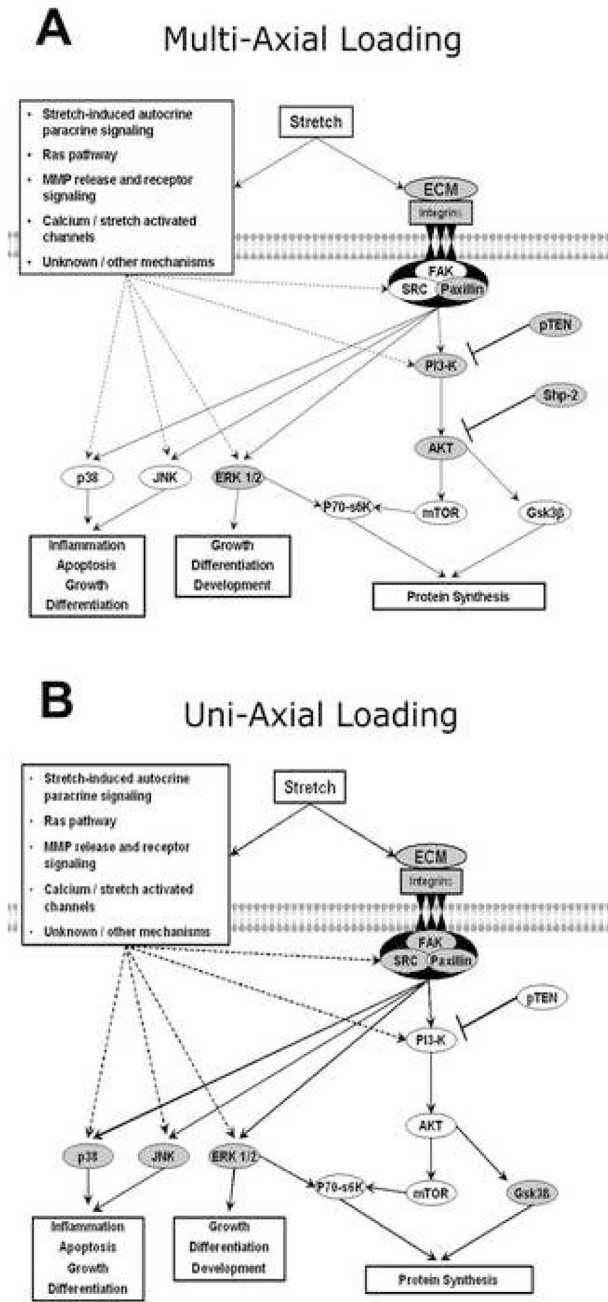 A
Multi-Axial Loading
• Stretch-induced autocrine
paracrine signaling
• Ras pathway
• MMP release and receptor
signaling
• Calcium / stretch activated
channels
• Unknown / other mechanisms
Stretch
ECM
Integrins
FAK
SRC
Paxillin
pTEN
PI3-K
Shp-2
AKT
p38
JNK
ERK 1/2
P70-s6K
mTOR
Gsk3β
Inflammation
Apoptosis
Growth
Differentiation
Growth
Differentiation
Development
Protein Synthesis
B
Uni-Axial Loading
• Stretch-induced autocrine
paracrine signaling
• Ras pathway
• MMP release and receptor
signaling
• Calcium / stretch activated
channels
• Unknown / other mechanisms
Stretch
ECM
Integrins
FAK
SRC
Paxillin
pTEN
PI3-K
AKT
p38
JNK
ERK 1/2
P70-s6K
mTOR
Gsk3ß
Inflammation
Apoptosis
Growth
Differentiation
Growth
Differentiation
Development
Protein Synthesis